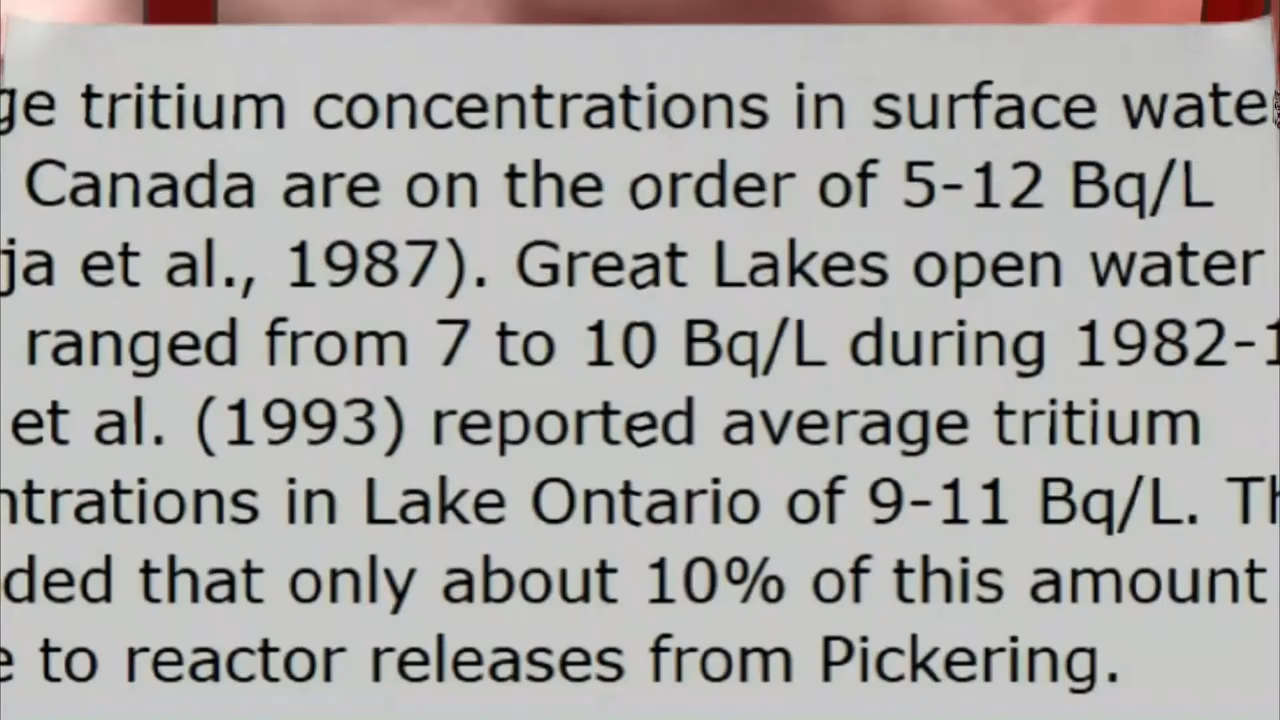 ge tritium concentrations in surface wate
Canada are on the order of 5-12 Bq/L
ja et al., 1987). Great Lakes open water
ranged from 7 to 10 Bq/L during 1982-1
et al. (1993) reported average tritium
ntrations in Lake Ontario of 9-11 Bq/L. Th
ded that only about 10% of this amount
e to reactor releases from Pickering.